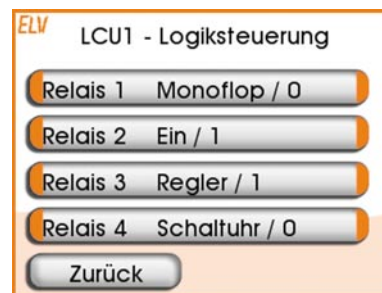 ELV
LCU1 - Logiksteuerung
Relais 1 Monoflop / 0
Relais 2 Ein / 1
Relais 3 Regler / 1
Relais 4 Schaltuhr / 0
Zurück